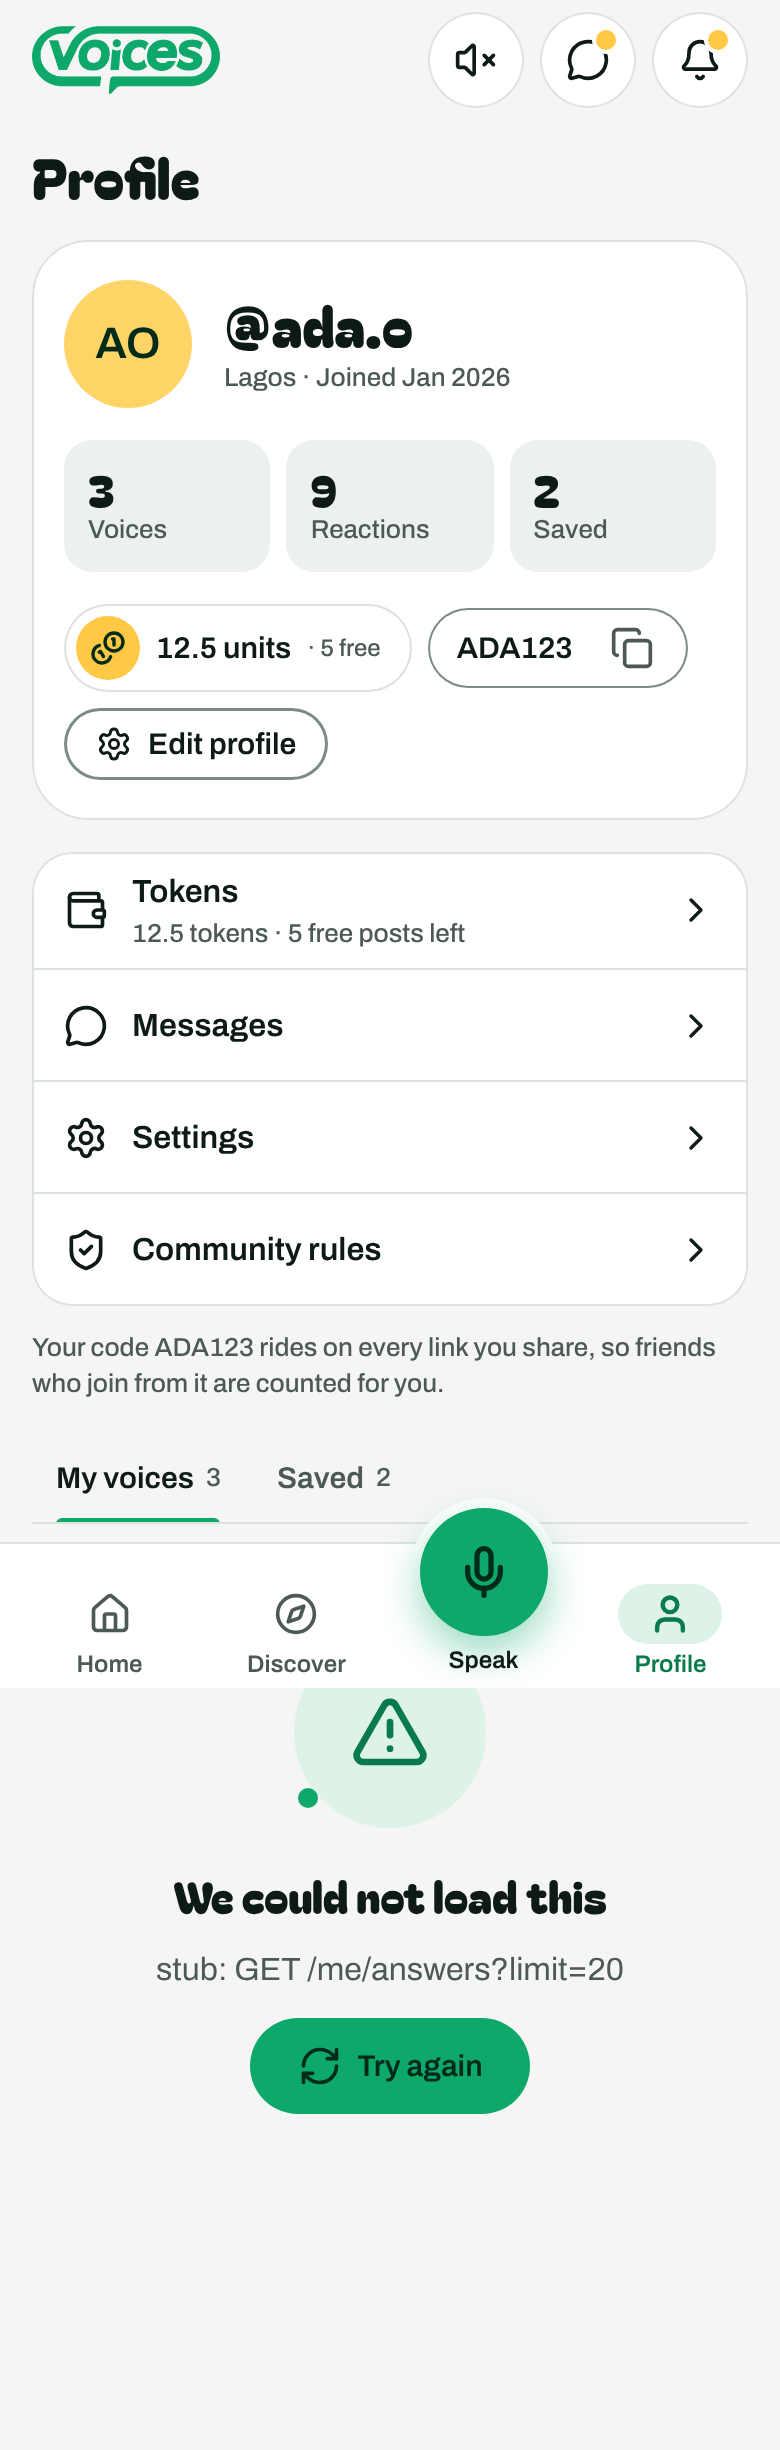 Voices
Profile
AO
@ada.o
Lagos · Joined Jan 2026
3
Voices
9
Reactions
2
Saved
12.5 units · 5 free
ADA123
Edit profile
Tokens
12.5 tokens · 5 free posts left
Messages
Settings
Community rules
Your code ADA123 rides on every link you share, so friends
who join from it are counted for you.
My voices 3
Saved 2
Home
Discover
Speak
Profile
We could not load this
stub: GET /me/answers?limit=20
Try again